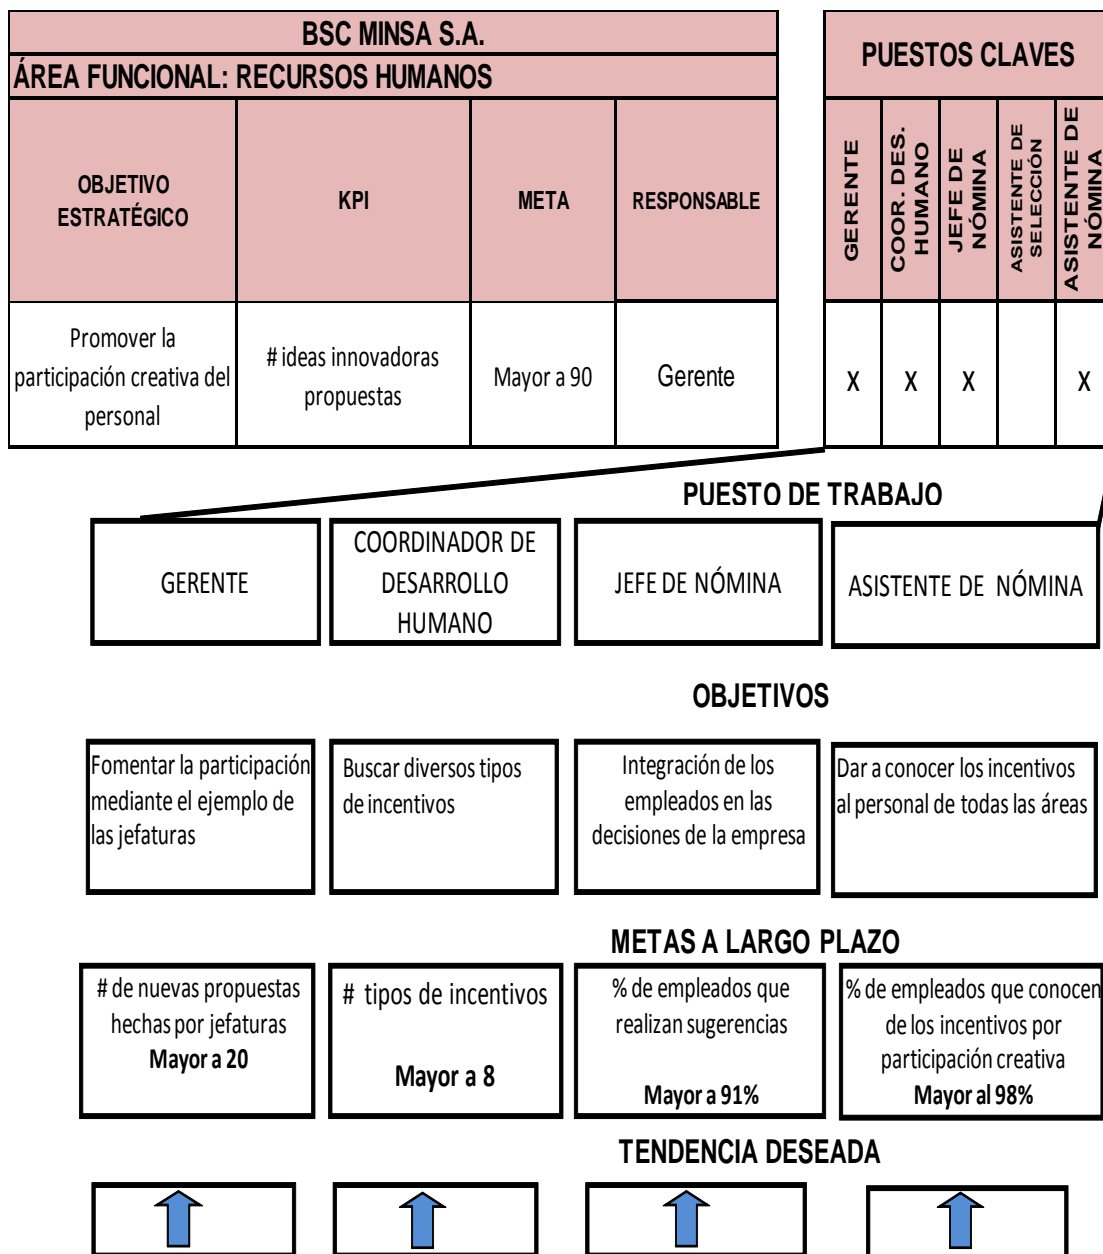 BSC MINSA S.A.
ÁREA FUNCIONAL: RECURSOS HUMANOS
PUESTOS CLAVES
OBJETIVO
ESTRATÉGICO
KPI
META
RESPONSABLE
GERENTE
COOR. DES.
HUMANO
JEFE DE
NÓMINA
ASISTENTE DE
SELECCIÓN
ASISTENTE DE
NÓMINA
Promover la
participación creativa del
personal
# ideas innovadoras
propuestas
Mayor a 90
Gerente
X
X
X
X
PUESTO DE TRABAJO
GERENTE
COORDINADOR DE
DESARROLLO
HUMANO
JEFE DE NÓMINA
ASISTENTE DE NÓMINA
OBJETIVOS
Fomentar la participación
mediante el ejemplo de
las jefaturas
Buscar diversos tipos
de incentivos
Integración de los
empleados en las
decisiones de la empresa
Dar a conocer los incentivos
al personal de todas las áreas
METAS A LARGO PLAZO
# de nuevas propuestas
hechas por jefaturas
Mayor a 20
# tipos de incentivos
Mayor a 8
% de empleados que
realizan sugerencias
Mayor a 91%
% de empleados que conocen
de los incentivos por
participación creativa
Mayor al 98%
TENDENCIA DESEADA